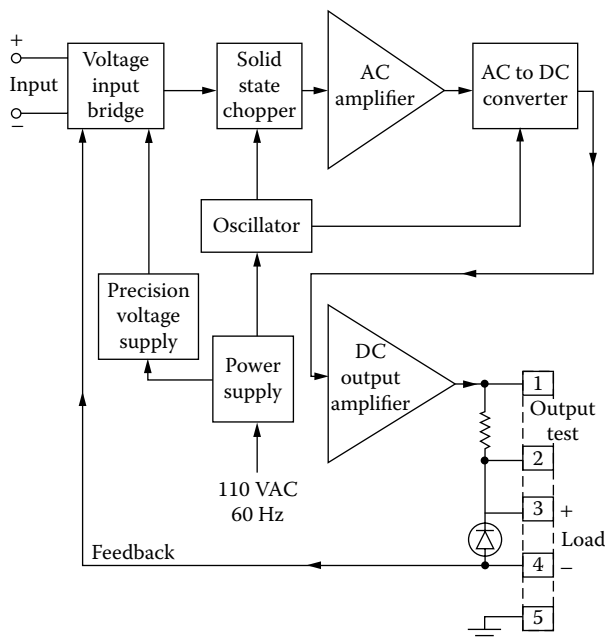 +
Input
−
Voltage
input
bridge
Solid
state
chopper
AC
amplifier
AC to DC
converter
Oscillator
Precision
voltage
supply
Power
supply
DC
output
amplifier
110 VAC
60 Hz
1
Output
test
2
3 +
Load
4 −
5
Feedback